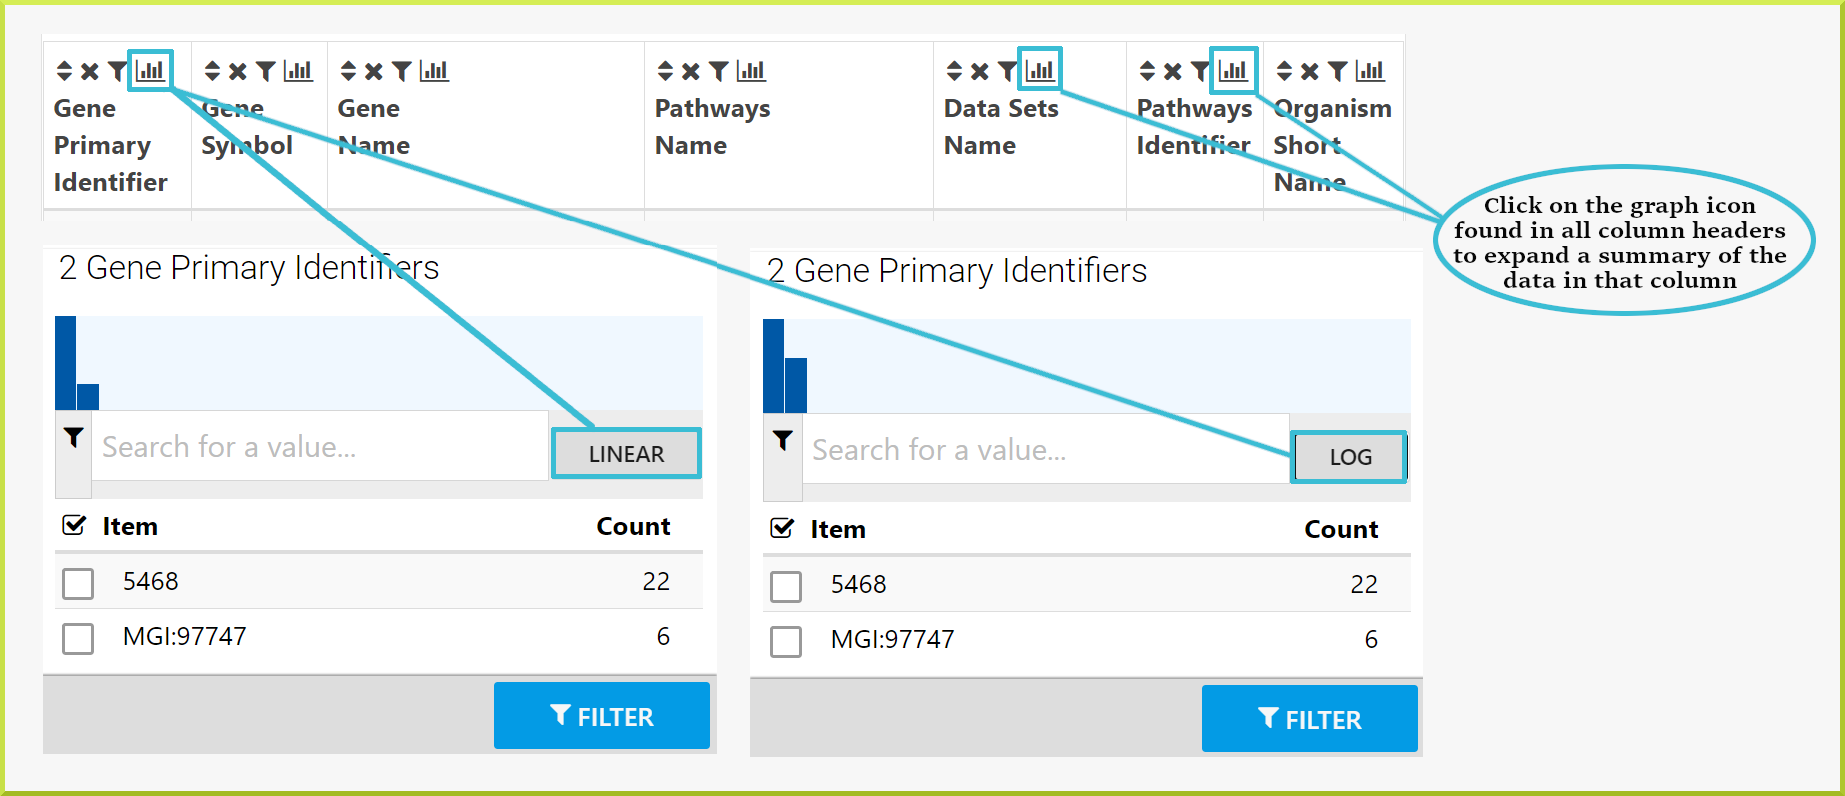 Gene
Primary
Identifier
Gene
Symbol
Gene
Name
Pathways
Name
Data Sets
Name
Pathways
Identifier
Organism
Short
Name
Click on the graph icon
found in all column headers
to expand a summary of the
data in that column
2 Gene Primary Identifiers
Search for a value...
LINEAR
Item Count
5468 22
MGI:97747 6
FILTER
2 Gene Primary Identifiers
Search for a value...
LOG
Item Count
5468 22
MGI:97747 6
FILTER